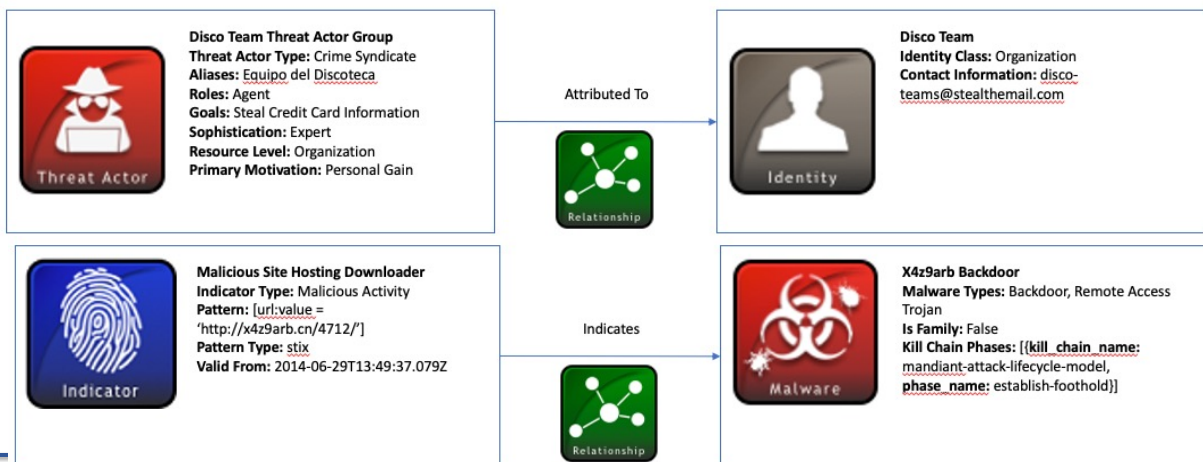 Disco Team Threat Actor Group
Threat Actor Type: Crime Syndicate
Aliases: Equipo del Discoteca
Roles: Agent
Goals: Steal Credit Card Information
Sophistication: Expert
Resource Level: Organization
Primary Motivation: Personal Gain
Threat Actor
Attributed To
Relationship
Disco Team
Identity Class: Organization
Contact Information: disco-
teams@stealthemail.com
Identity
Malicious Site Hosting Downloader
Indicator Type: Malicious Activity
Pattern: [url:value =
‘http://x4z9arb.cn/4712/’]
Pattern Type: stix
Valid From: 2014-06-29T13:49:37.079Z
Indicator
Indicates
Relationship
X4z9arb Backdoor
Malware Types: Backdoor, Remote Access
Trojan
Is Family: False
Kill Chain Phases: [{kill_chain_name:
mandiant-attack-lifecycle-model,
phase_name: establish-foothold}]
Malware